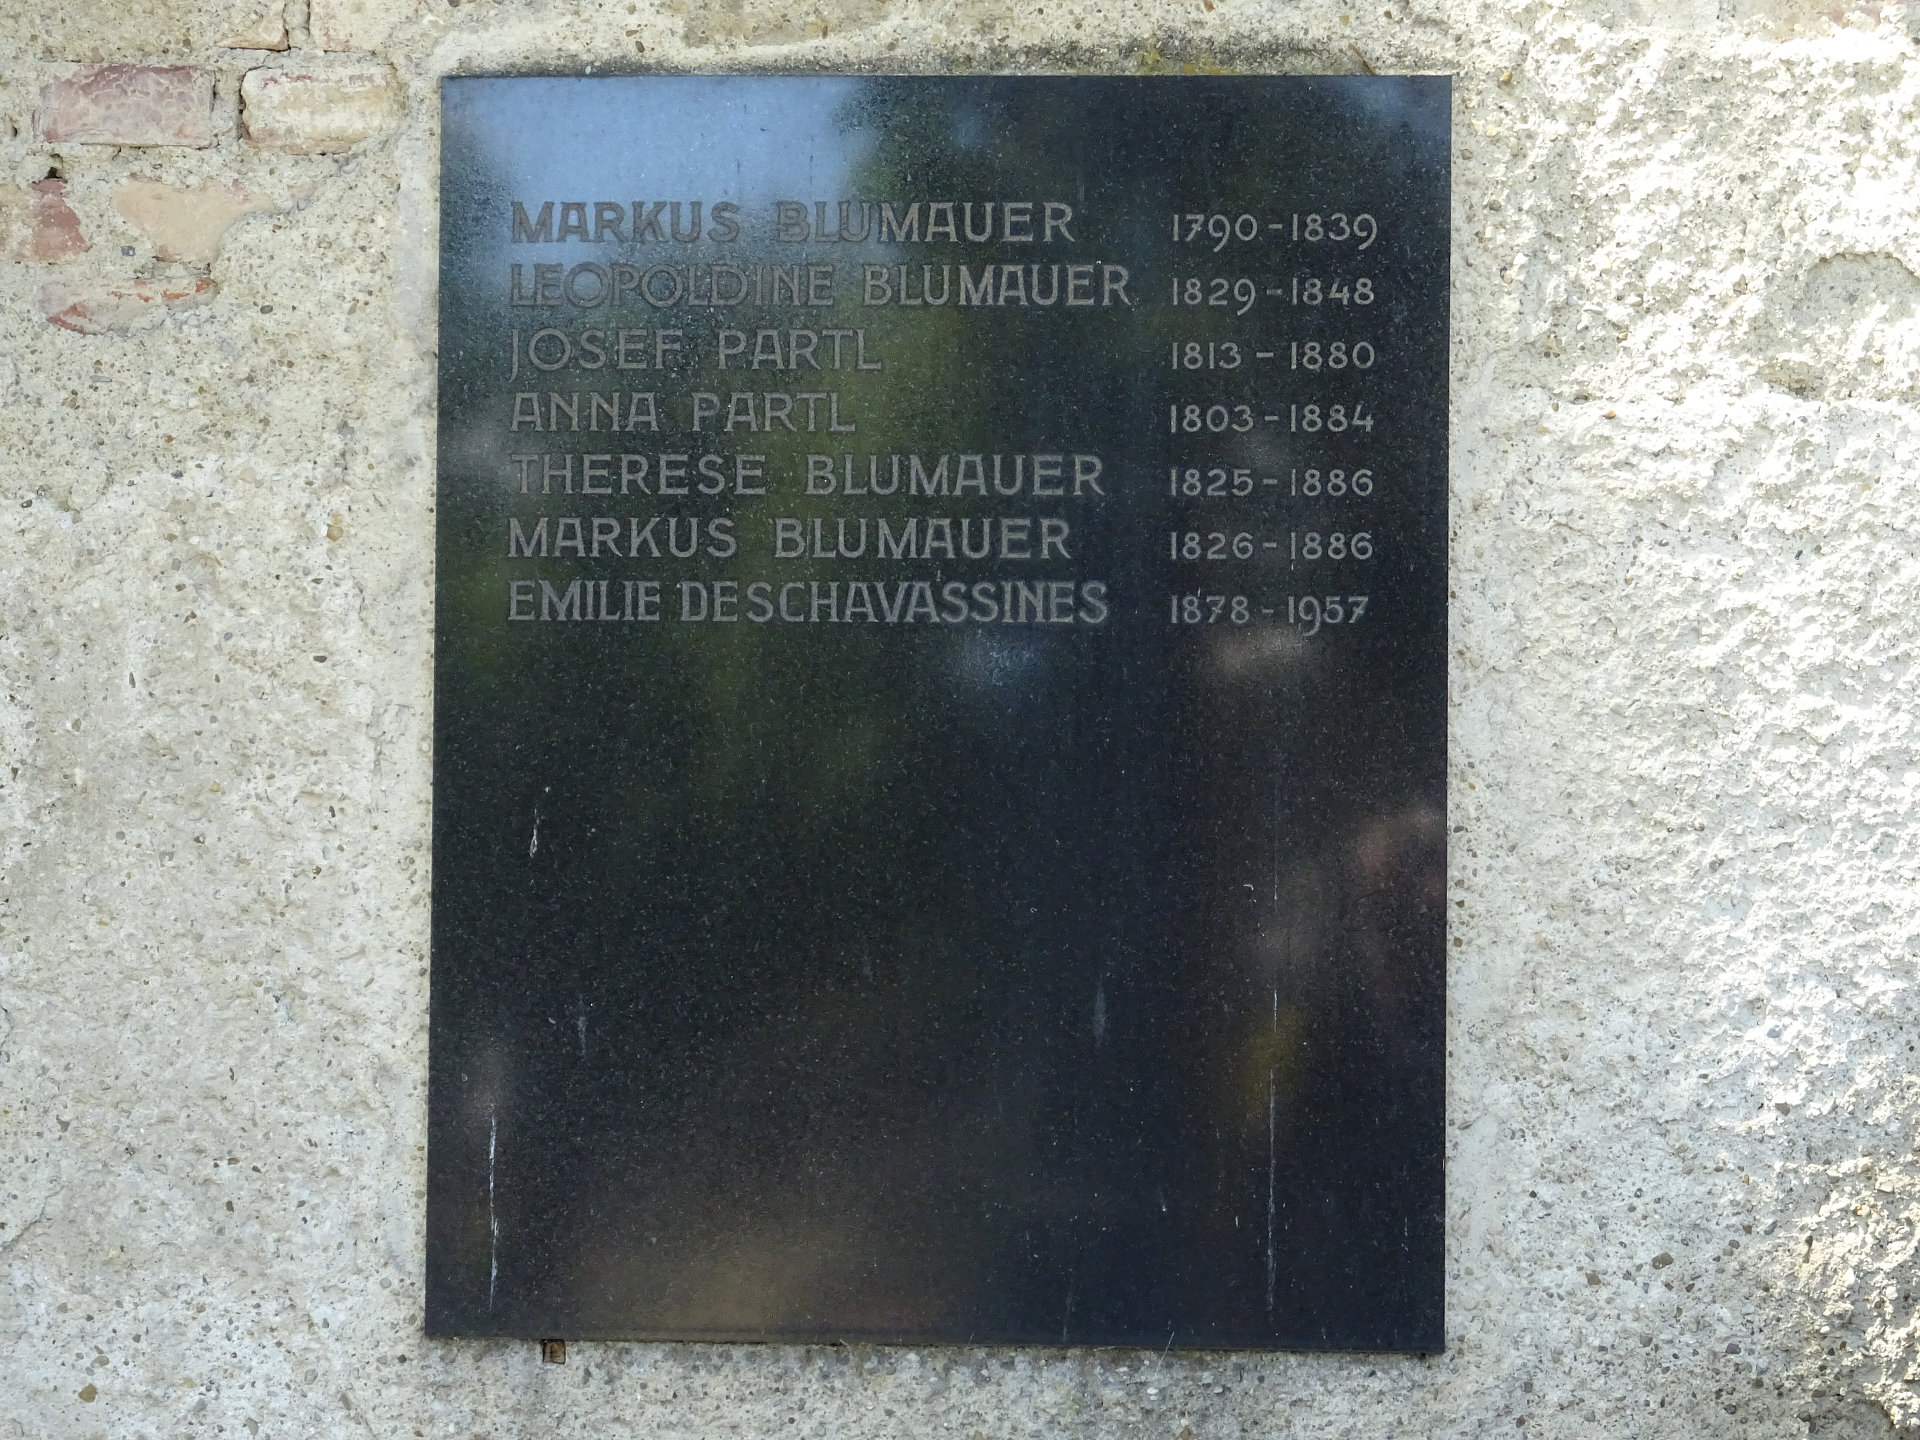 MARKUS BLUMAUER 1790-1839
LEOPOLDINE BLUMAUER 1829-1848
JOSEF PARTL 1813-1880
ANNA PARTL 1803-1884
THERESE BLUMAUER 1825-1886
MARKUS BLUMAUER 1826-1886
EMILIE DESCHAVASSINES 1878-1957